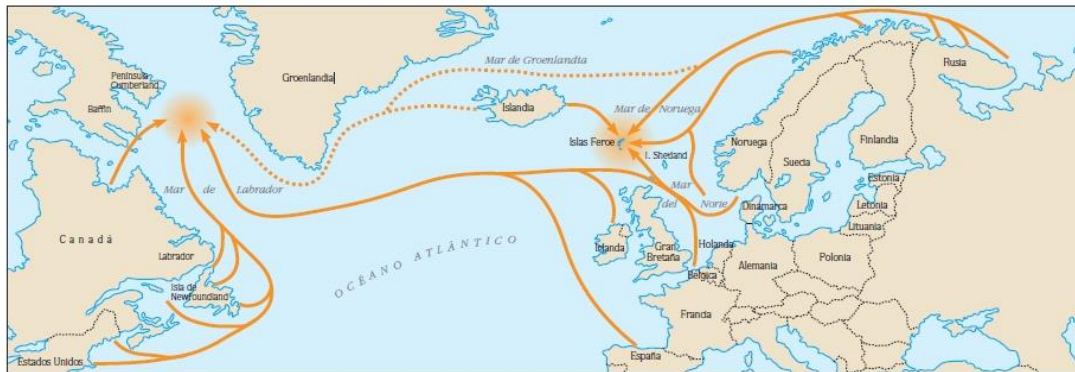 Península
Cumberland
Baffin
Groenlandia
Mar de Groenlandia
Islandia
Mar de Noruega
Islas Feroe
I. Shedand
Noruega
Suecia
Finlandia
Rusia
Estonia
Letonia
Lituania
Mar de Labrador
Mar
del
Norte
Dinamarca
Canadá
Labrador
Isla de
Newfoundland
Estados Unidos
OCÉANO ATLÂNTICO
Irlanda
Gran
Bretaña
Holanda
Bélgica
Alemania
Polonia
Francia
España